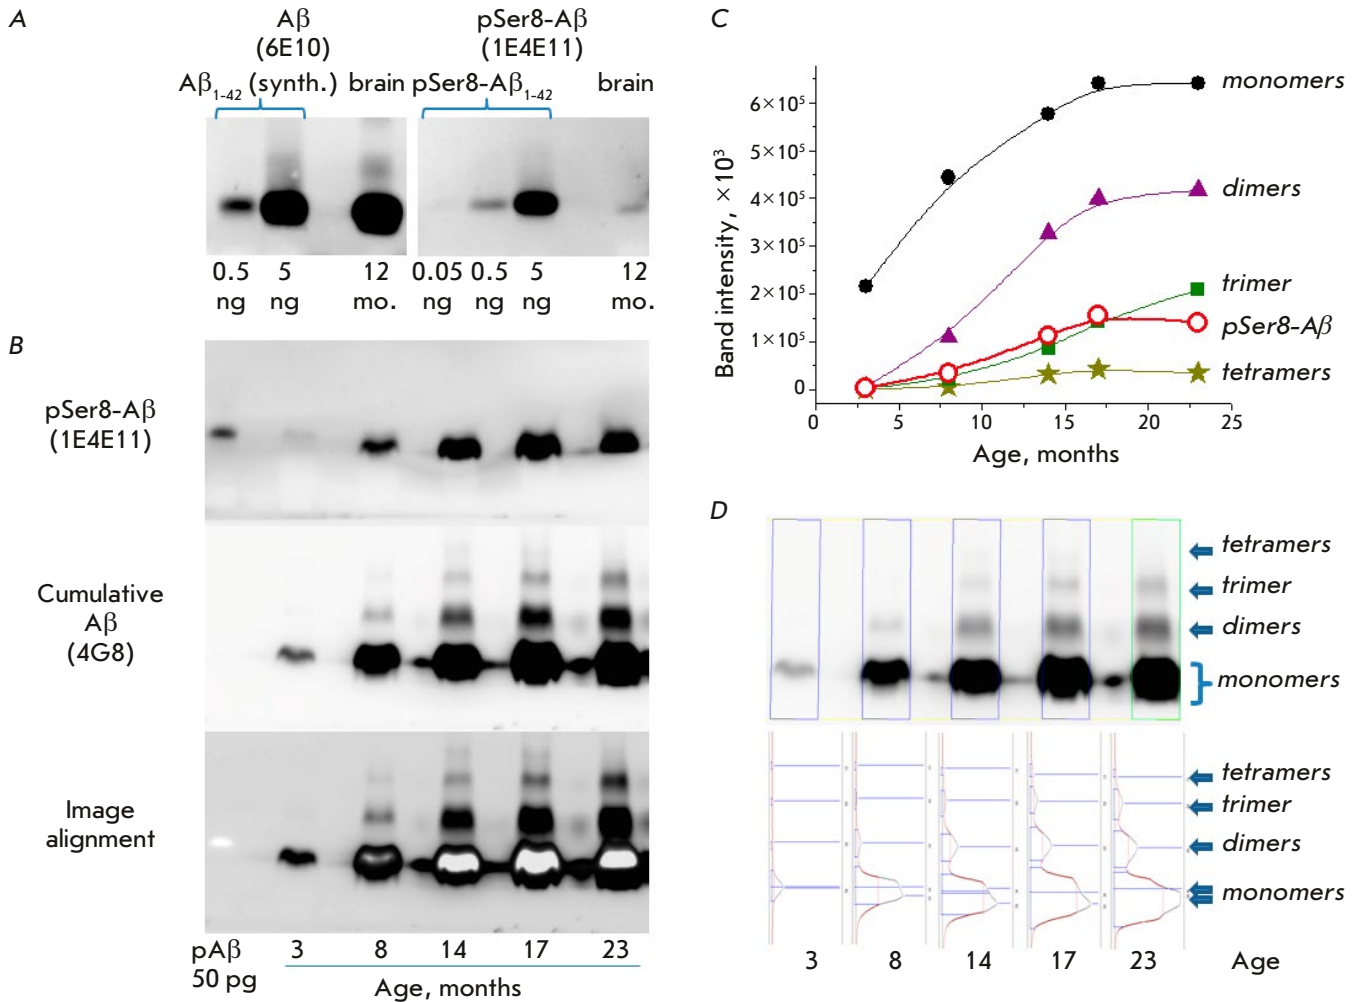 A
Aβ
(6E10)
pSer8-Aβ
(1E4E11)
Aβ1-42 (synth.) brain pSer8-Aβ1-42 brain
0.5 5 12 0.05 0.5 5 12
ng ng mo. ng ng ng mo.
B
pSer8-Aβ
(1E4E11)
Cumulative
Aβ
(4G8)
Image
alignment
pAβ 3 8 14 17 23
50 pg
Age, months
C
Band intensity, ×10³
6×10⁵
5×10⁵
4×10⁵
3×10⁵
2×10⁵
1×10⁵
0
monomers
dimers
trimer
pSer8-Aβ
tetramers
0 5 10 15 20 25
Age, months
D
tetramers
trimer
dimers
monomers
tetramers
trimer
dimers
monomers
3 8 14 17 23 Age